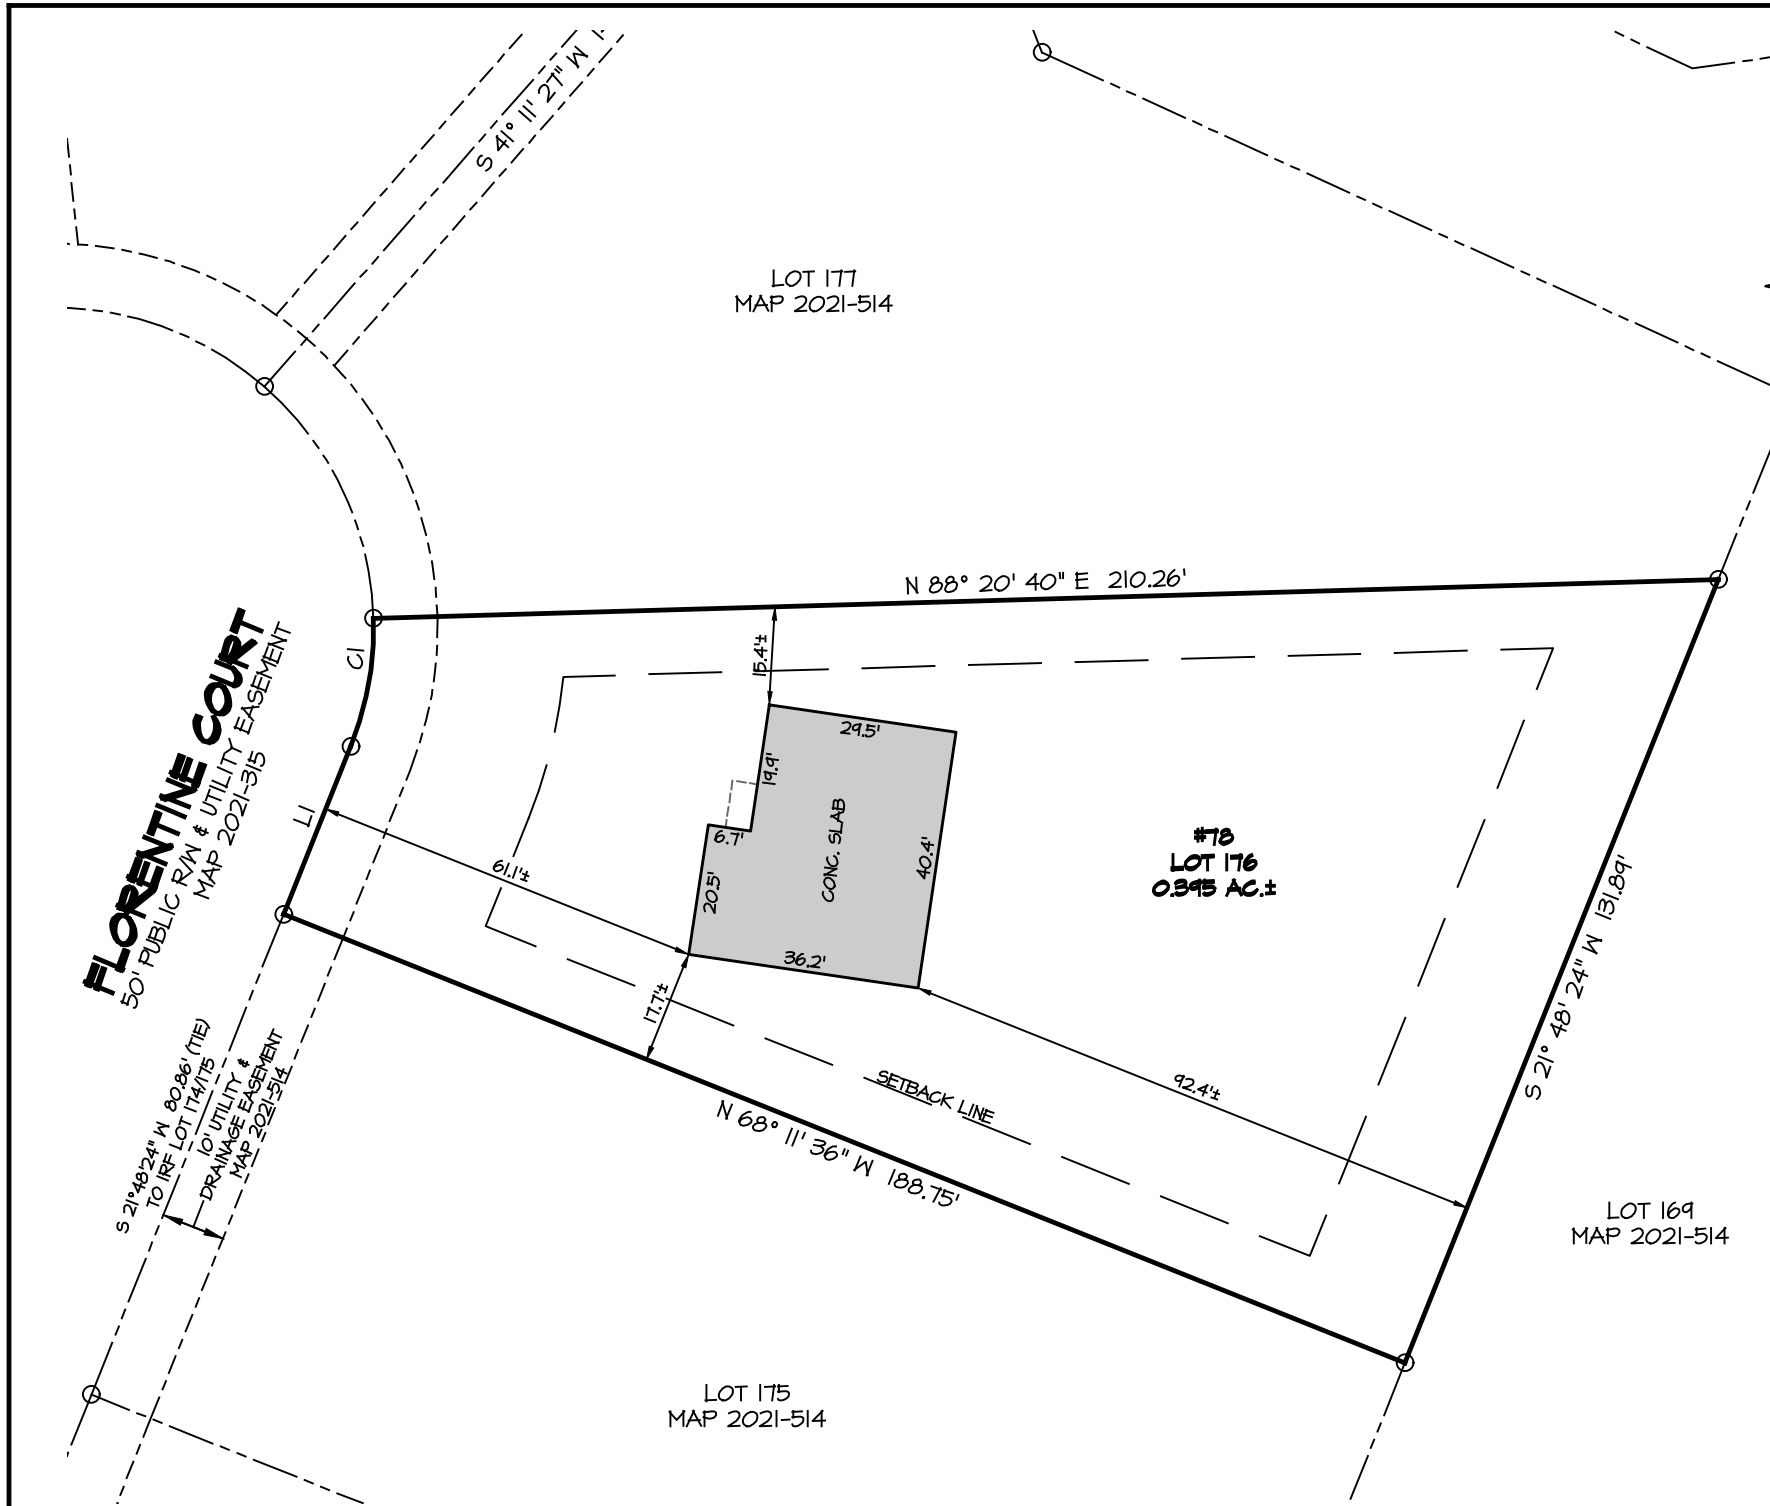 S 41° 11' 27" W
LOT 177
MAP 2021-514
N 88° 20' 40" E 210.26'
C1
L1
FLORENTINE COURT
50' PUBLIC R/W & UTILITY EASEMENT
MAP 2021-315
15.4'±
29.5'
19.9'
6.7'
CONC. SLAB
40.4'
20.5'
36.2'
61.1'±
17.7'±
#78
LOT 176
0.395 AC.±
92.4'±
SETBACK LINE
N 68° 11' 36" W 188.75'
S 21° 48' 24" W 131.89'
S 21°48'24" W 80.86' (TIE)
TO IRF LOT 174/175
10' UTILITY &
DRAINAGE EASEMENT
MAP 2021-514
LOT 169
MAP 2021-514
LOT 175
MAP 2021-514